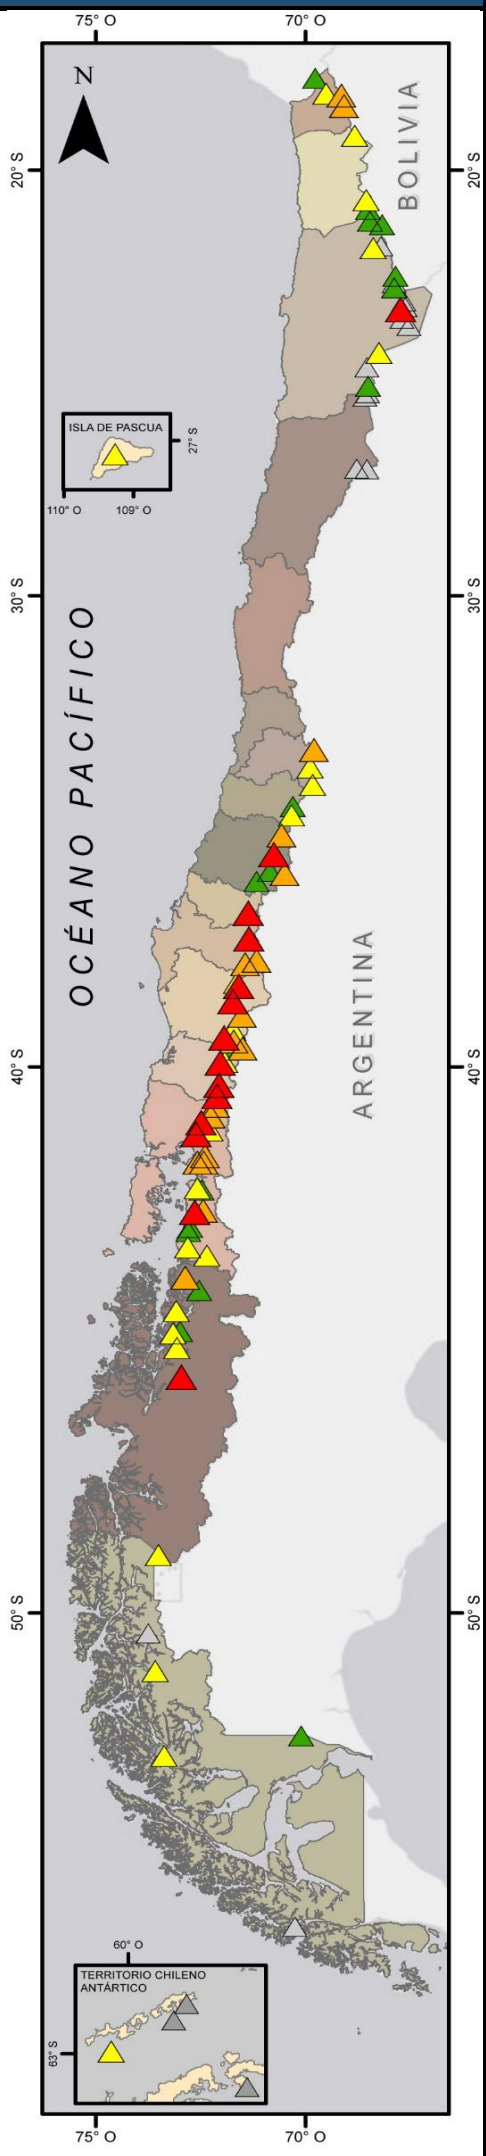 75° O 70° O
N
BOLIVIA
20°S 20°S
ISLA DE PASCUA
27° S
110° O 109° O
30°S 30°S
OCÉANO PACÍFICO
ARGENTINA
40°S 40°S
50°S 50°S
60° O
TERRITORIO CHILENO
ANTÁRTICO
63°S
75° O 70° O